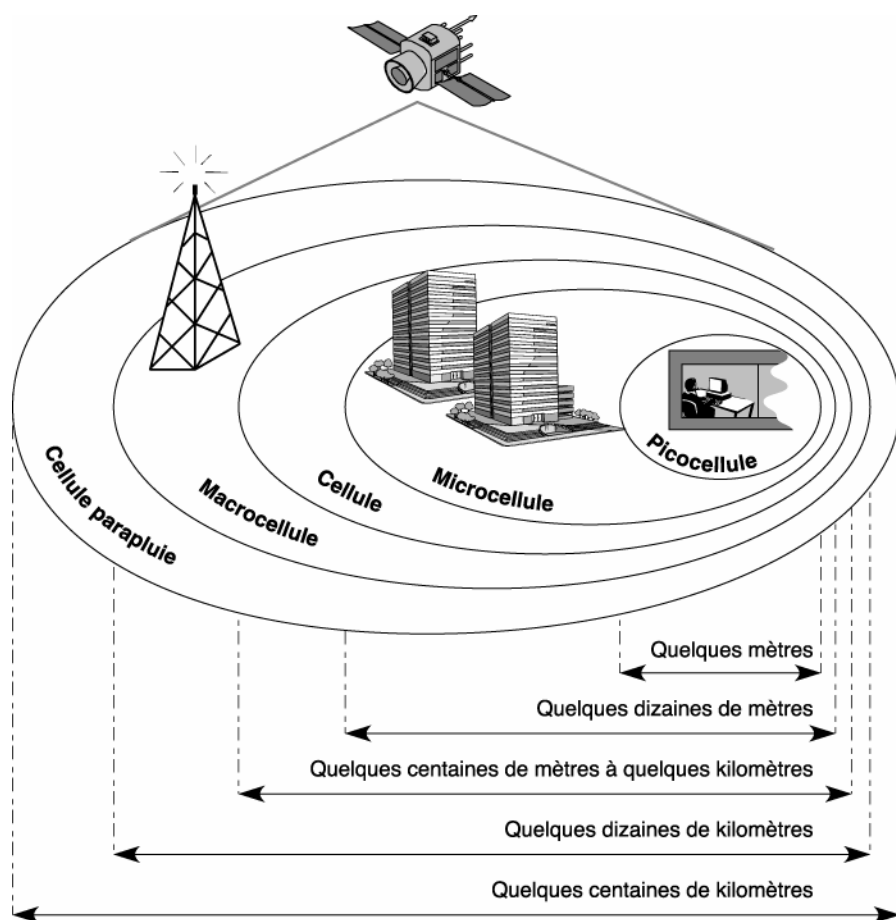 Cellule parapluie
Macrocellule
Cellule
Microcellule
Picocellule
Quelques mètres
Quelques dizaines de mètres
Quelques centaines de mètres à quelques kilomètres
Quelques dizaines de kilomètres
Quelques centaines de kilomètres